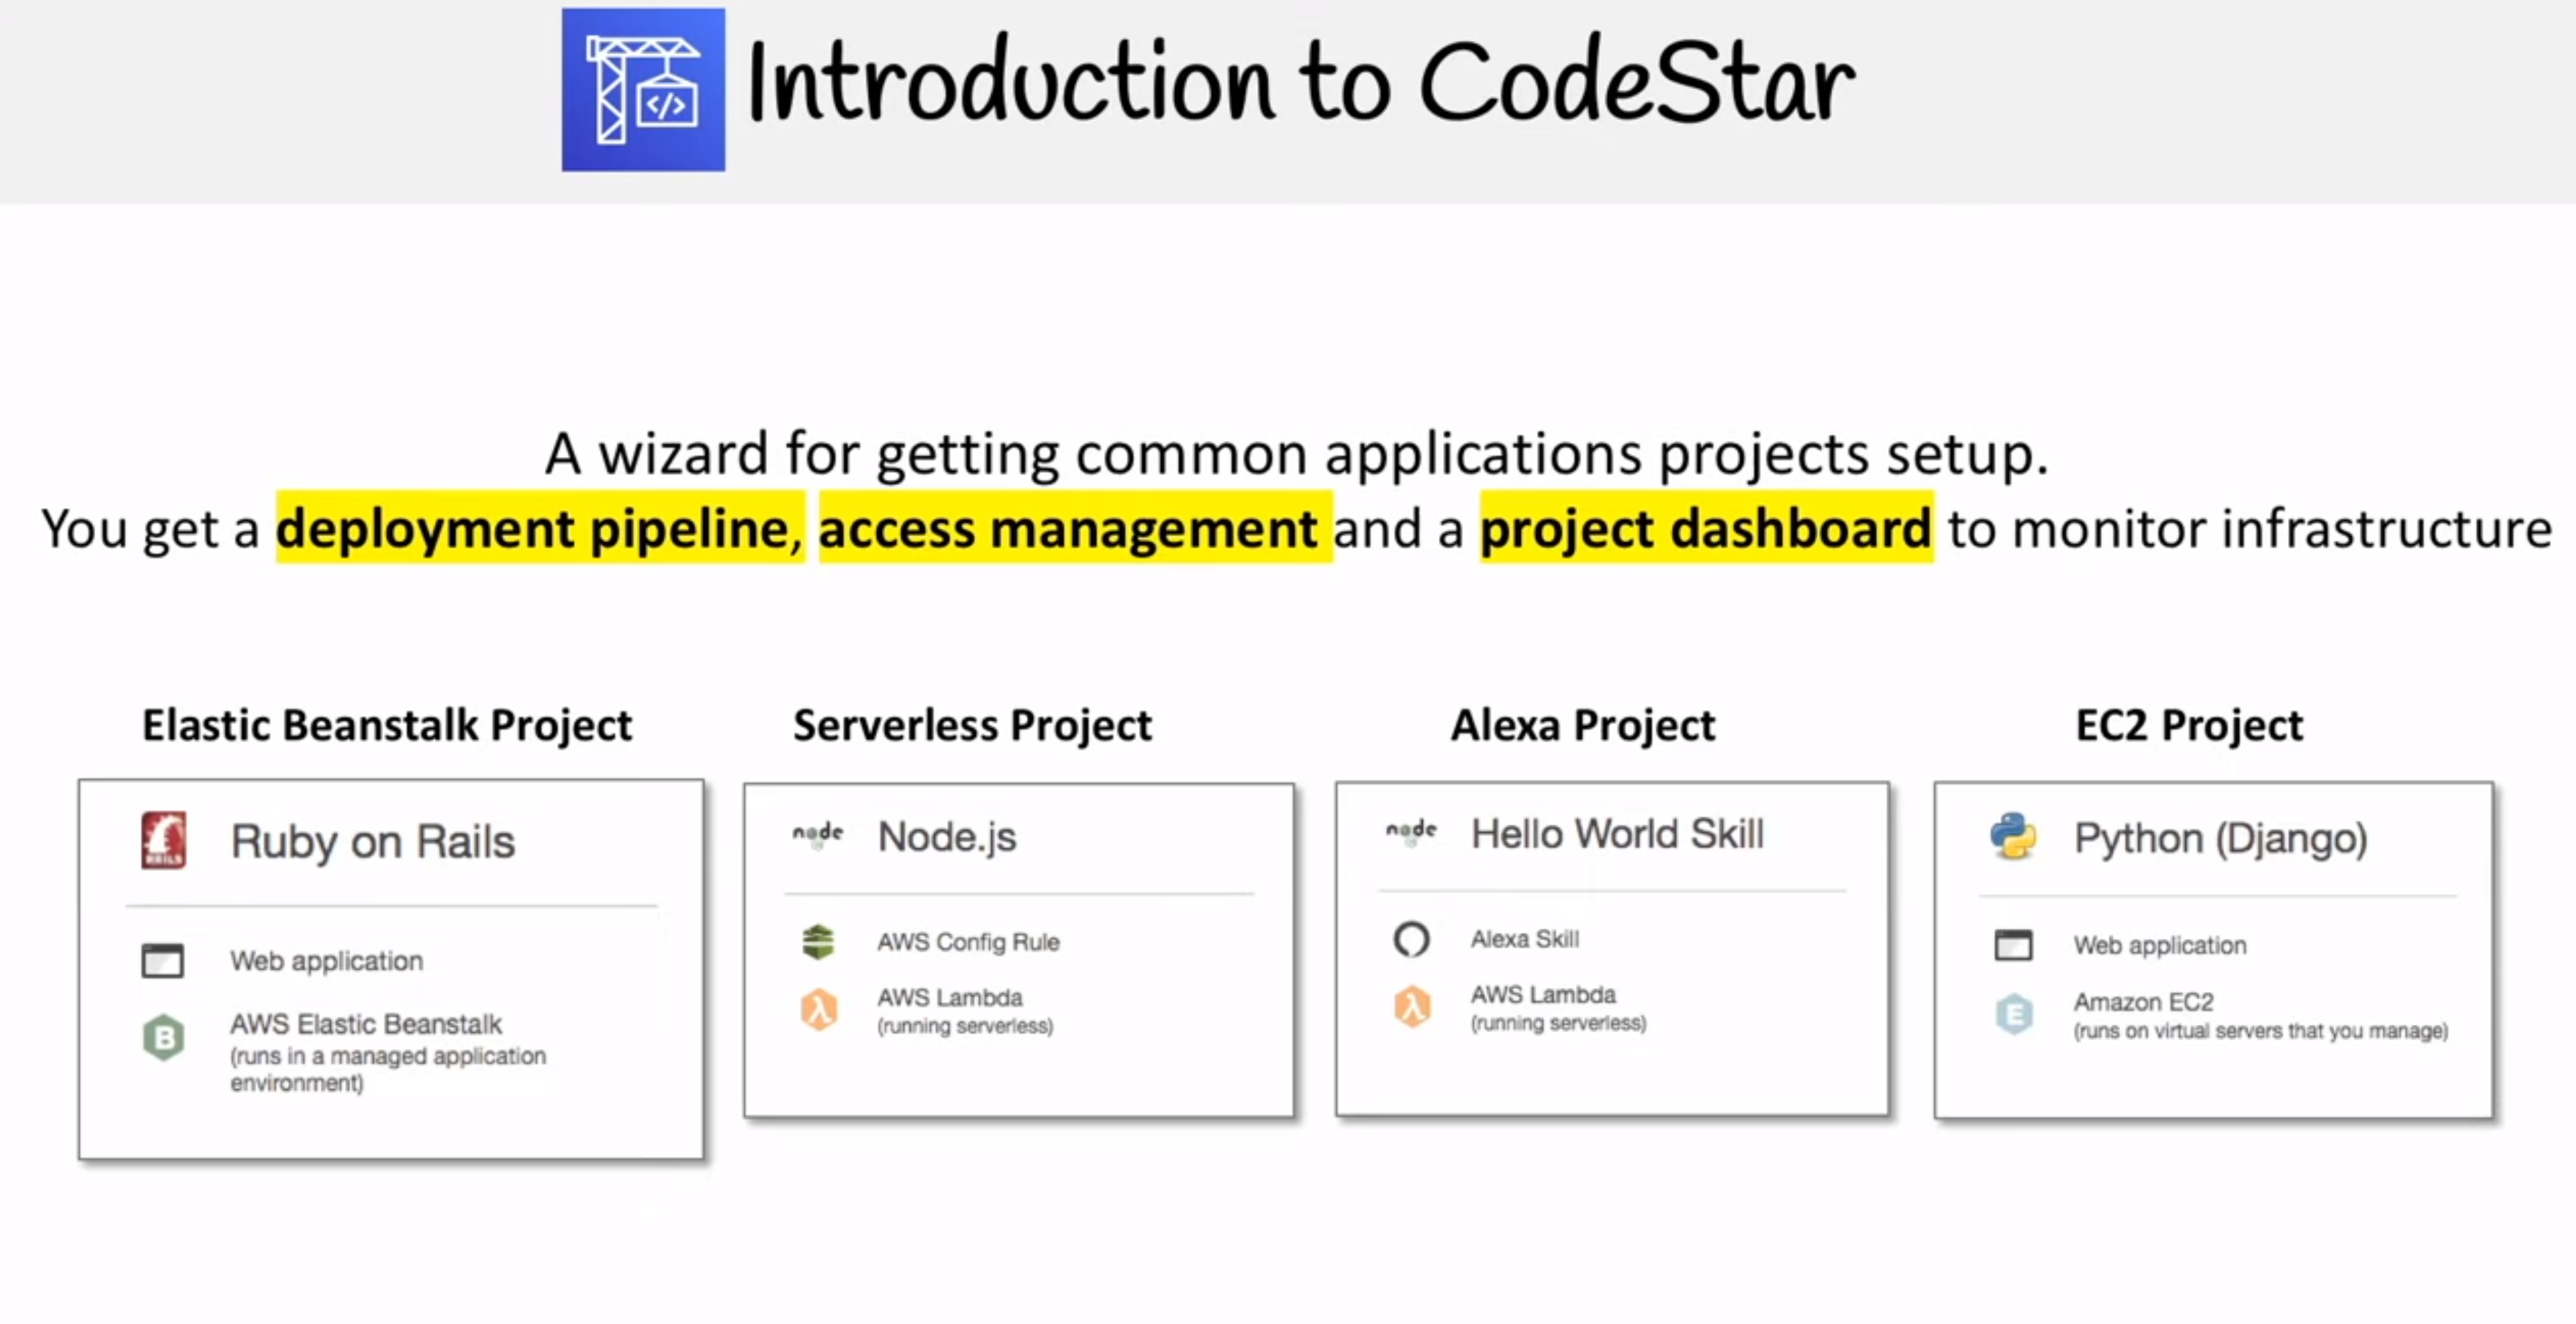 </> Introduction to CodeStar
A wizard for getting common applications projects setup.
You get a deployment pipeline, access management and a project dashboard to monitor infrastructure
Elastic Beanstalk Project
RAILS Ruby on Rails
Web application
B AWS Elastic Beanstalk
(runs in a managed application
environment)
Serverless Project
node Node.js
AWS Config Rule
λ AWS Lambda
(running serverless)
Alexa Project
node Hello World Skill
Alexa Skill
λ AWS Lambda
(running serverless)
EC2 Project
Python (Django)
Web application
E Amazon EC2
(runs on virtual servers that you manage)